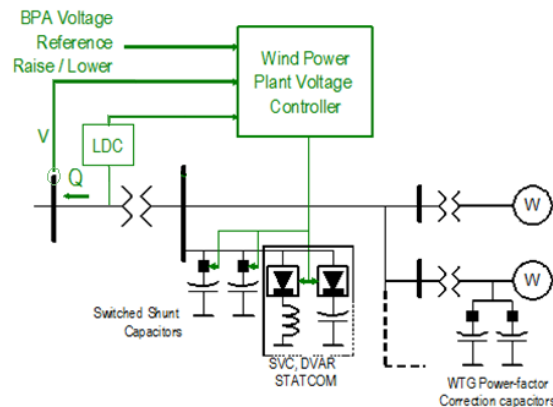 BPA Voltage
Reference
Raise / Lower
Wind Power
Plant Voltage
Controller
V
LDC
Q
W
W
Switched Shunt
Capacitors
SVC, DVAR
STATCOM
WTG Power-factor
Correction capacitors